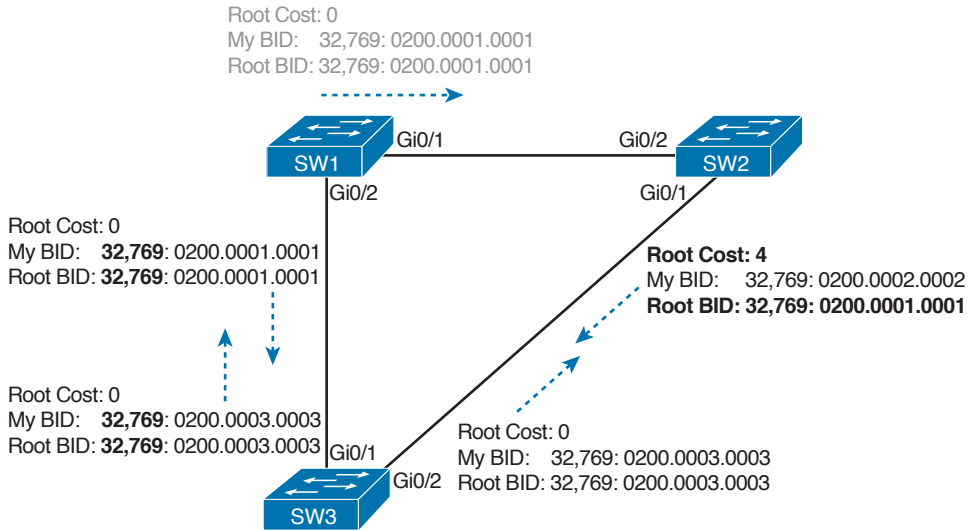 Root Cost: 0
My BID: 32,769: 0200.0001.0001
Root BID: 32,769: 0200.0001.0001
Gi0/1
Gi0/2
SW1
SW2
Gi0/2
Gi0/1
Root Cost: 0
My BID: 32,769: 0200.0001.0001
Root BID: 32,769: 0200.0001.0001
Root Cost: 4
My BID: 32,769: 0200.0002.0002
Root BID: 32,769: 0200.0001.0001
Root Cost: 0
My BID: 32,769: 0200.0003.0003
Root BID: 32,769: 0200.0003.0003
Root Cost: 0
My BID: 32,769: 0200.0003.0003
Root BID: 32,769: 0200.0003.0003
Gi0/1
Gi0/2
SW3